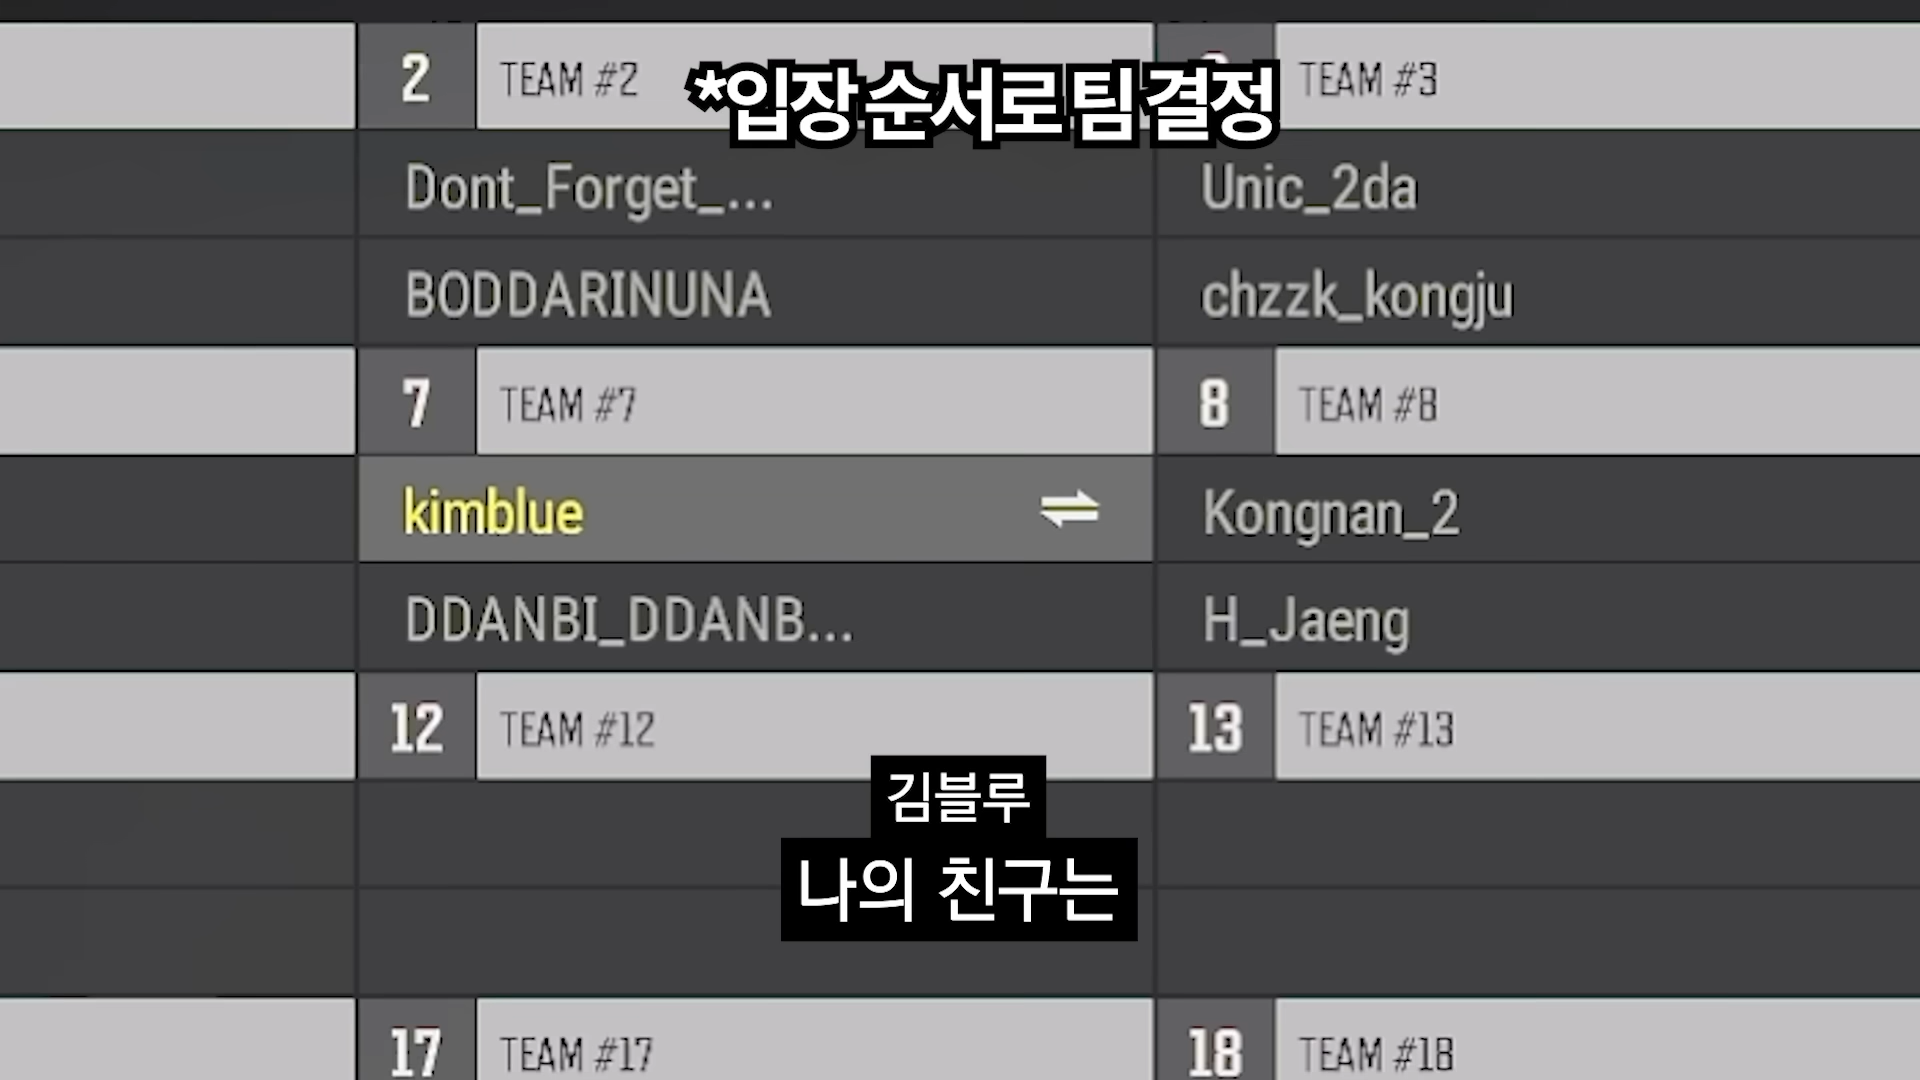 2 TEAM #2
TEAM #3
*입장 순서로 팀 결정
Dont_Forget_...
Unic_2da
BODDARINUNA
chzzk_kongju
7 TEAM #7
8 TEAM #8
kimblue
Kongnan_2
DDANBI_DDANB...
H_Jaeng
12 TEAM #12
13 TEAM #13
김블루
나의 친구는
17 TEAM #17
18 TEAM #18